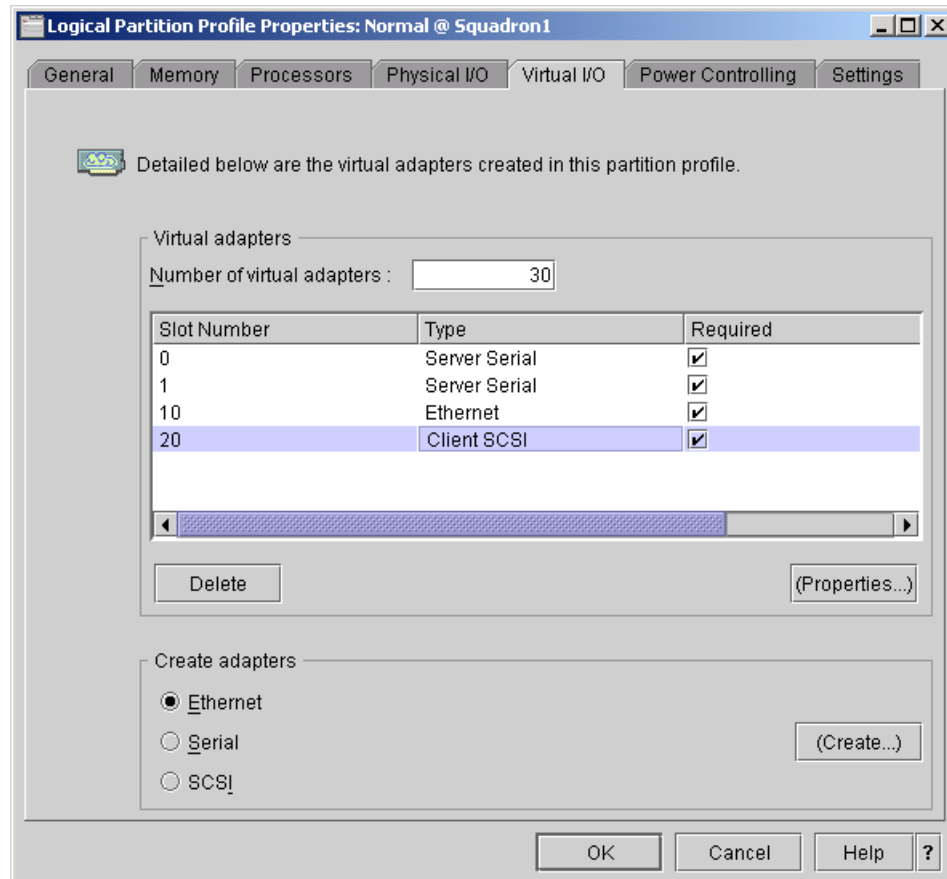 Logical Partition Profile Properties: Normal @ Squadron1
General Memory Processors Physical I/O Virtual I/O Power Controlling Settings
Detailed below are the virtual adapters created in this partition profile.
Virtual adapters
Number of virtual adapters : 30
Slot Number Type Required
0 Server Serial
1 Server Serial
10 Ethernet
20 Client SCSI
Delete (Properties...)
Create adapters
Ethernet
Serial (Create...)
SCSI
OK Cancel Help ?